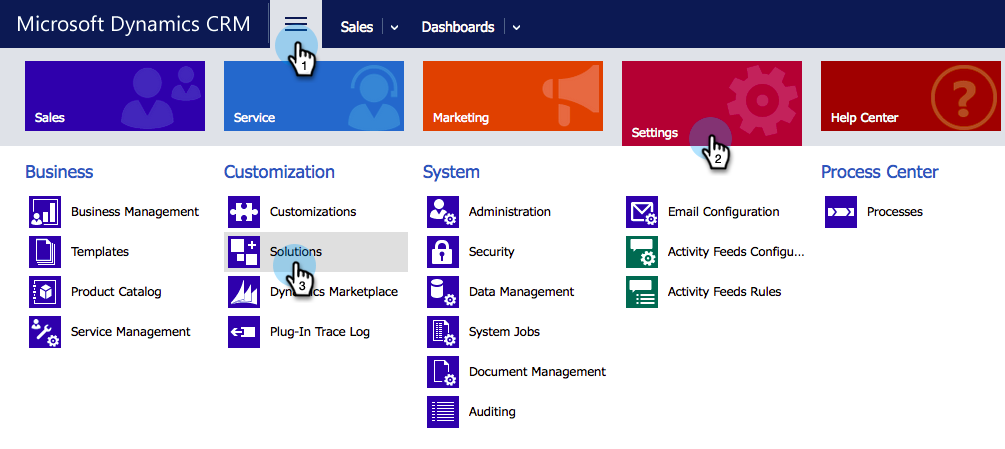 Microsoft Dynamics CRM
Sales
Dashboards
1
Sales
Service
Marketing
Settings
2
Help Center
?
Business
Business Management
Templates
Product Catalog
Service Management
Customization
Customizations
Solutions
3
Dynamics Marketplace
Plug-In Trace Log
System
Administration
Security
Data Management
System Jobs
Document Management
Auditing
Email Configuration
Activity Feeds Configu...
Activity Feeds Rules
Process Center
Processes